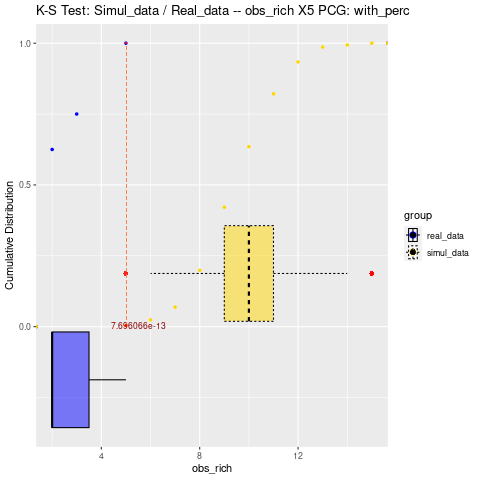 K-S Test: Simul_data / Real_data -- obs_rich X5 PCG: with_perc
1.0
0.5
0.0
Cumulative Distribution
7.696066e-13
4
8
12
obs_rich
group
real_data
simul_data